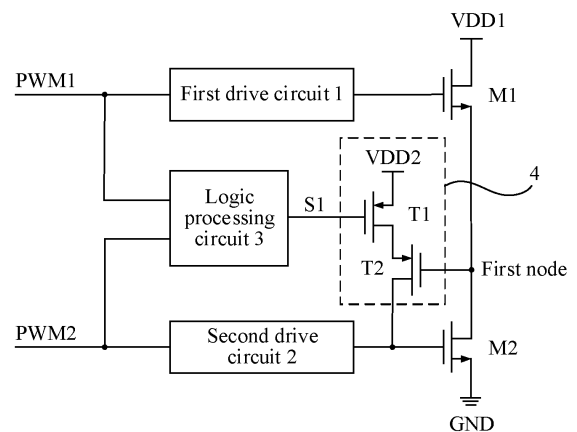 VDD1
PWM1
First drive circuit 1
M1
VDD2
4
Logic
processing
circuit 3
S1
T1
T2
First node
PWM2
Second drive
circuit 2
M2
GND